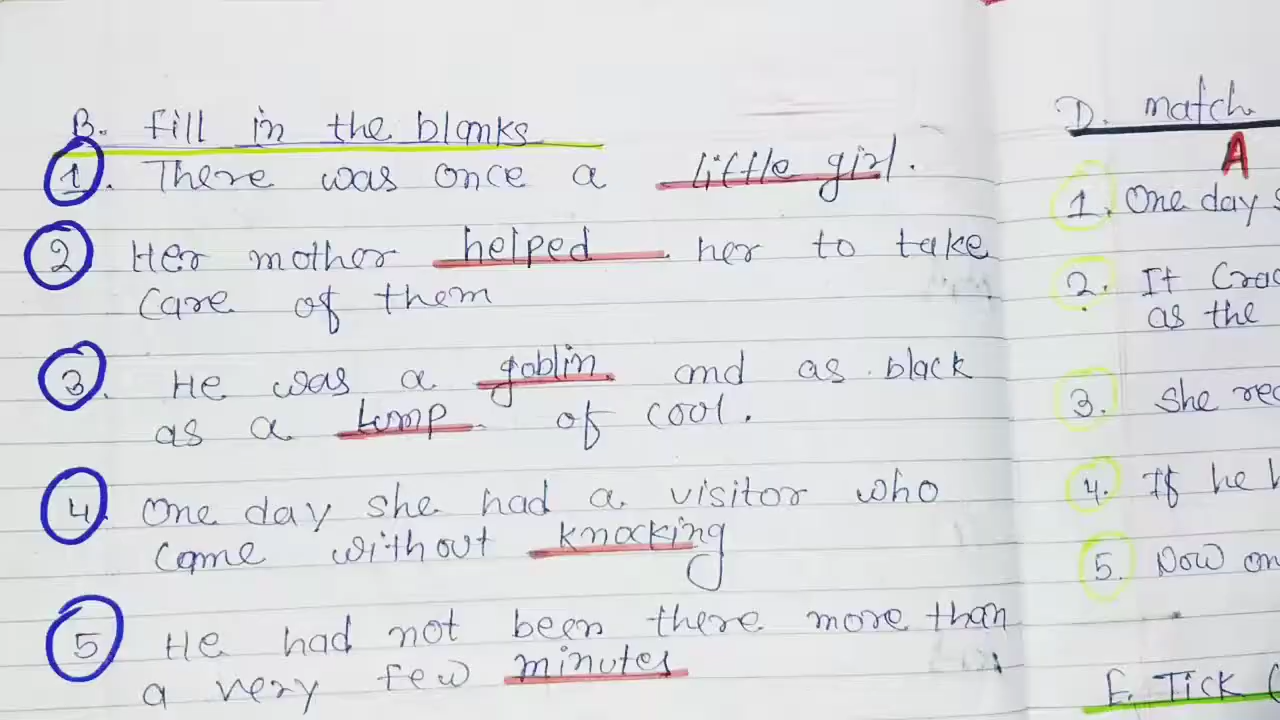 B. Fill in the blanks
1. There was once a little girl.
2 Her mother helped her to take
care of them
3. He was a goblin and as black
as a lump of cool.
4. One day she had a visitor who
came without knocking
5 He had not been there more than
a very few minutes
D. match
A
1. One day s
2. It Crac
as the
3. She rec
4. If he h
5. Now on
E. Tick (